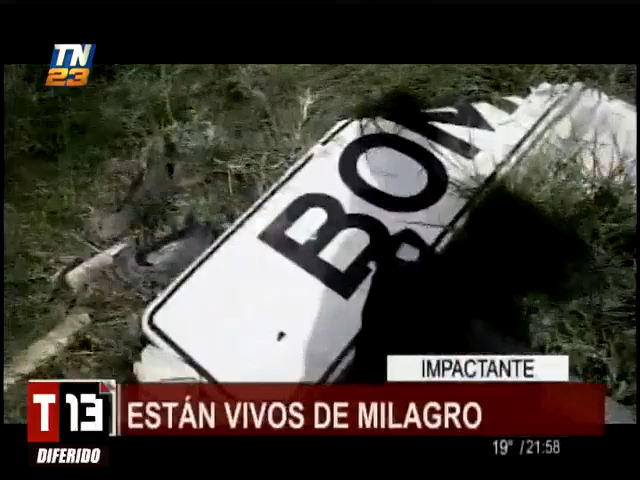 TN
23
BOM
IMPACTANTE
T 13
ESTÁN VIVOS DE MILAGRO
DIFERIDO
19° / 21:58